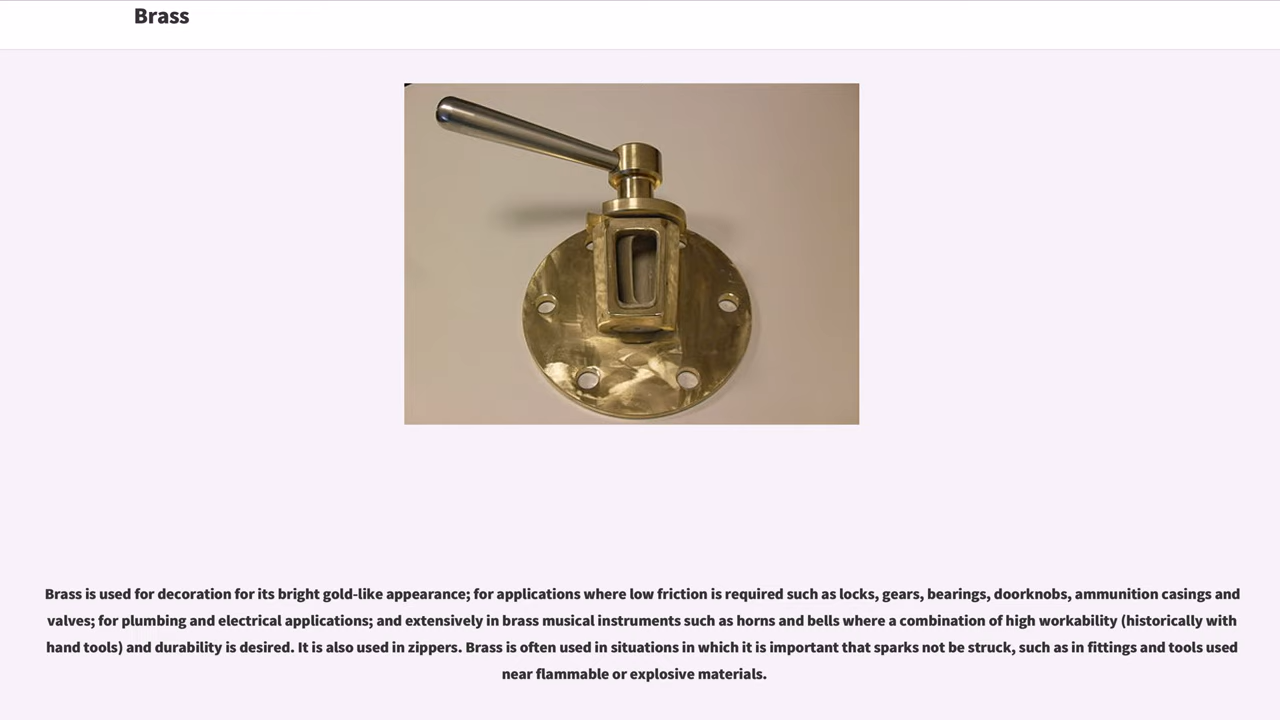 Brass
Brass is used for decoration for its bright gold-like appearance; for applications where low friction is required such as locks, gears, bearings, doorknobs, ammunition casings and
valves; for plumbing and electrical applications; and extensively in brass musical instruments such as horns and bells where a combination of high workability (historically with
hand tools) and durability is desired. It is also used in zippers. Brass is often used in situations in which it is important that sparks not be struck, such as in fittings and tools used
near flammable or explosive materials.